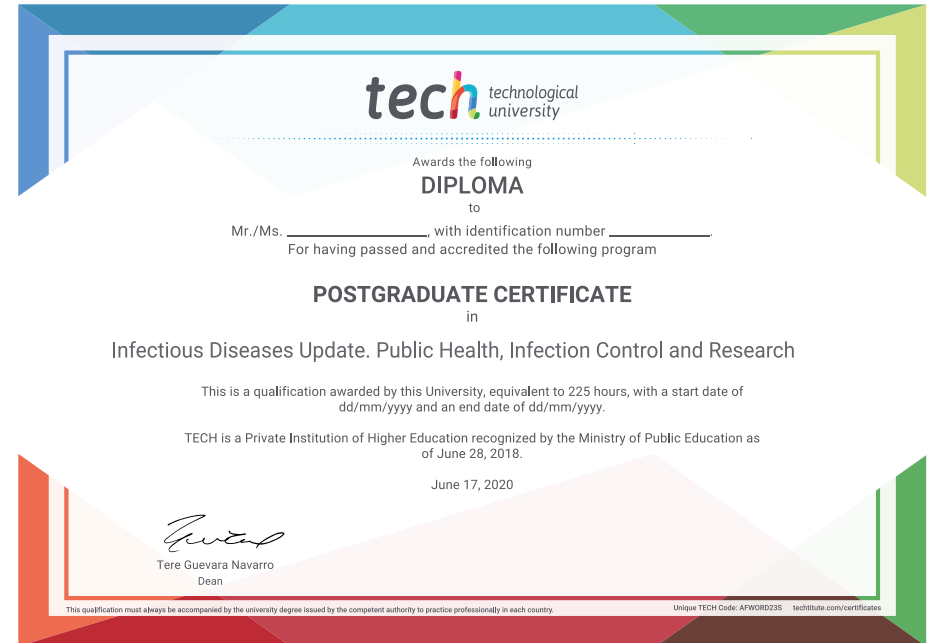 tech technological
university
Awards the following
DIPLOMA
to
Mr./Ms. ____________, with identification number ____________.
For having passed and accredited the following program
POSTGRADUATE CERTIFICATE
in
Infectious Diseases Update. Public Health, Infection Control and Research
This is a qualification awarded by this University, equivalent to 225 hours, with a start date of
dd/mm/yyyy and an end date of dd/mm/yyyy.
TECH is a Private Institution of Higher Education recognized by the Ministry of Public Education as
of June 28, 2018.
June 17, 2020
Tere Guevara Navarro
Dean
This qualification must always be accompanied by the university degree issued by the competent authority to practice professionally in each country.
Unique TECH Code: AFWORD23S techtitute.com/certificates